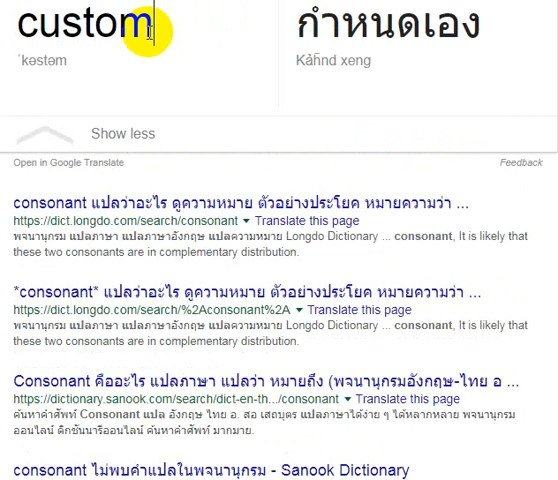 custom
กำหนดเอง
ˈkəstəm
Kảh̄nd xeng
Show less
Open in Google Translate
Feedback
consonant แปลว่าอะไร ดูความหมาย ตัวอย่างประโยค หมายความว่า ...
https://dict.longdo.com/search/consonant ▼ Translate this page
พจนานุกรม แปลภาษา แปลภาษาอังกฤษ แปลความหมาย Longdo Dictionary ... consonant, It is likely that
these two consonants are in complementary distribution.
*consonant* แปลว่าอะไร ดูความหมาย ตัวอย่างประโยค หมายความว่า ...
https://dict.longdo.com/search/%2Aconsonant%2A ▼ Translate this page
พจนานุกรม แปลภาษา แปลภาษาอังกฤษ แปลความหมาย Longdo Dictionary ... consonant, It is likely that
these two consonants are in complementary distribution.
Consonant คืออะไร แปลภาษา แปลว่า หมายถึง (พจนานุกรมอังกฤษ-ไทย อ ...
https://dictionary.sanook.com/search/dict-en-th.../consonant ▼ Translate this page
ค้นหาคำศัพท์ Consonant แปล อังกฤษ ไทย อ. สอ เสถบุตร แปลภาษาได้ง่าย ๆ ได้หลากหลาย พจนานุกรม
ออนไลน์ ดิกชันนารีออนไลน์ ค้นหาคำศัพท์ มากมาย.
consonant ไม่พบคำแปลในพจนานุกรม - Sanook Dictionary